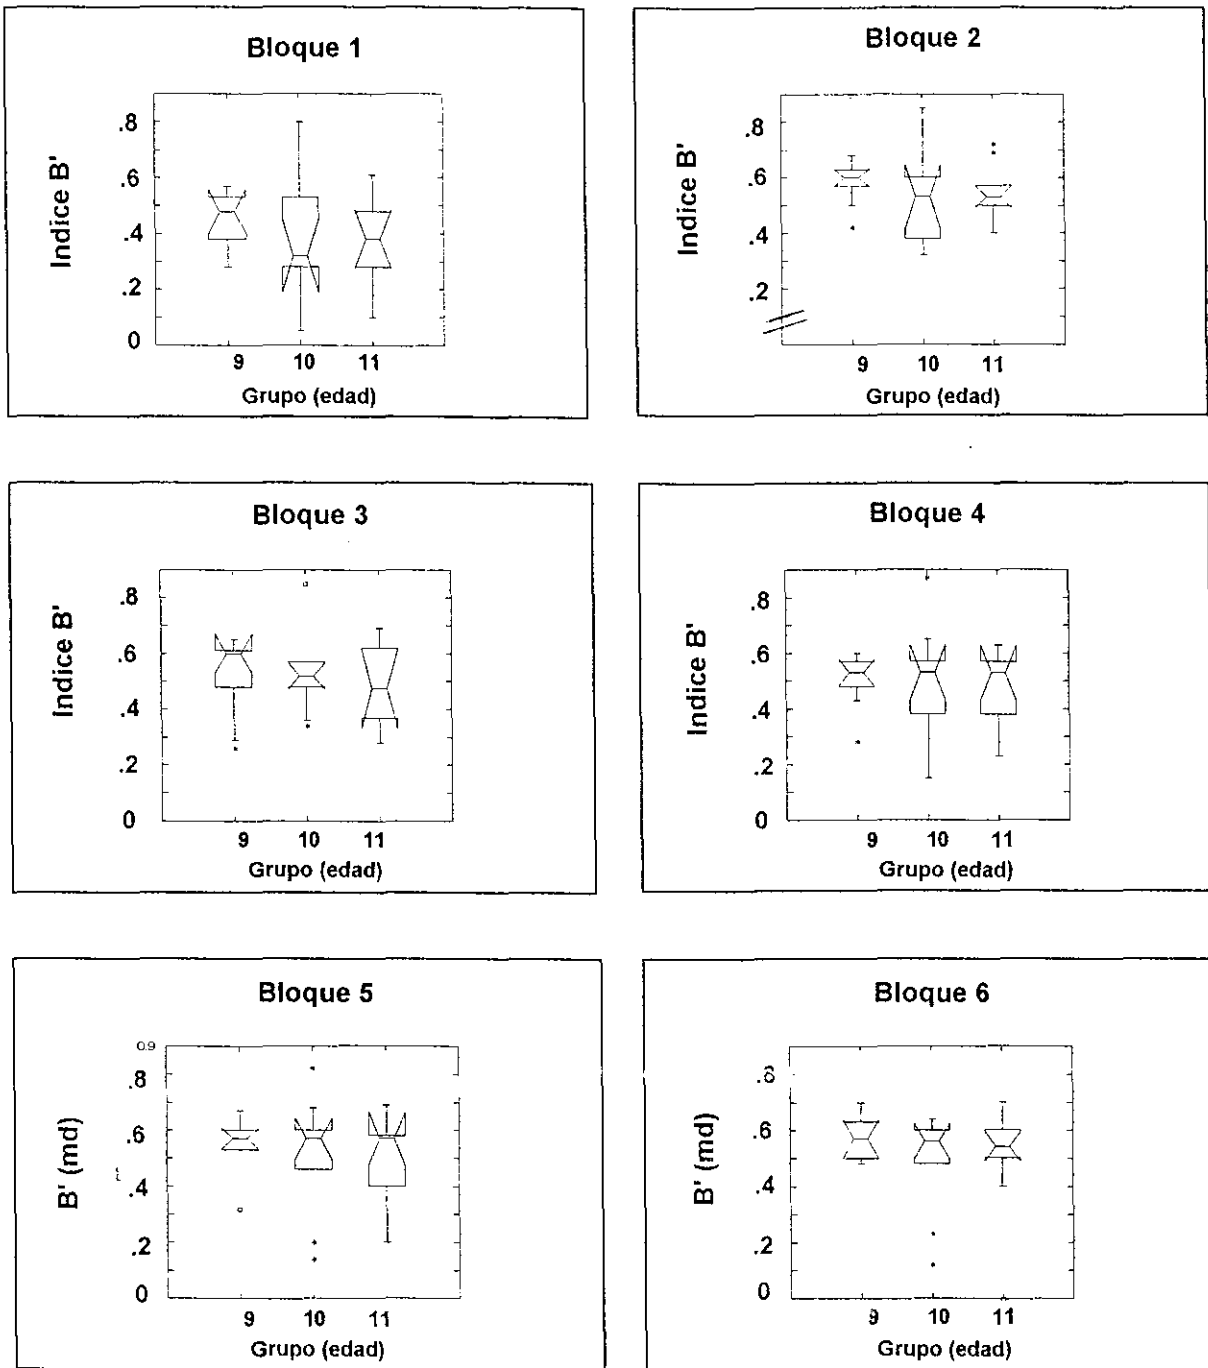 Bloque 1
Indice B'
.8
.6
.4
.2
0
9 10 11
Grupo (edad)
Bloque 2
Indice B'
.8
.6
.4
.2
9 10 11
Grupo (edad)
Bloque 3
Indice B'
.8
.6
.4
.2
0
9 10 11
Grupo (edad)
Bloque 4
Indice B'
.8
.6
.4
.2
0
9 10 11
Grupo (edad)
Bloque 5
B' (md)
0.9
.8
.6
.4
.2
0
9 10 11
Grupo (edad)
Bloque 6
B' (md)
.8
.6
.4
.2
0
9 10 11
Grupo (edad)